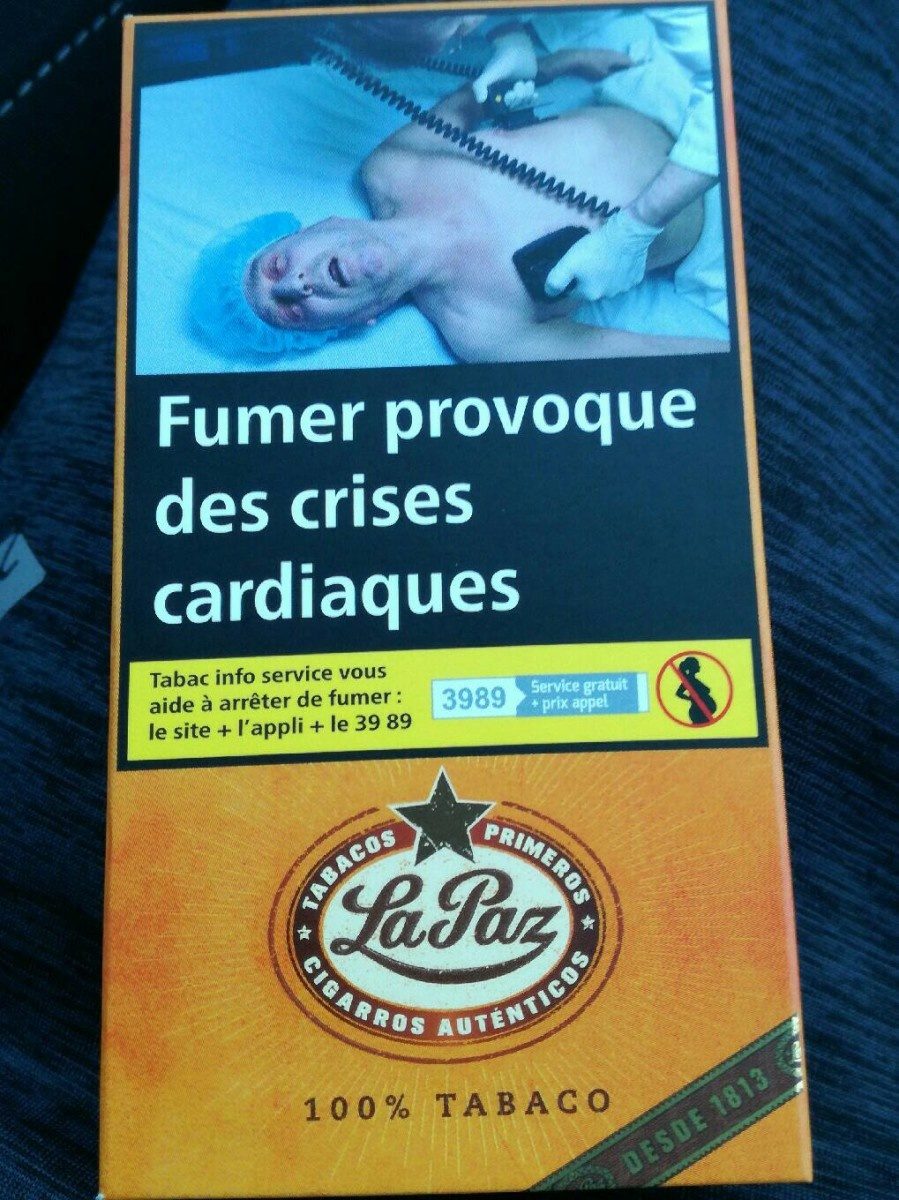 Fumer provoque
des crises
cardiaques
Tabac info service vous
aide à arrêter de fumer :
le site + l'appli + le 39 89
3989
Service gratuit
+ prix appel
TABACOS PRIMEROS
La Paz
CIGARROS AUTÉNTICOS
100% TABACO
DESDE 1813